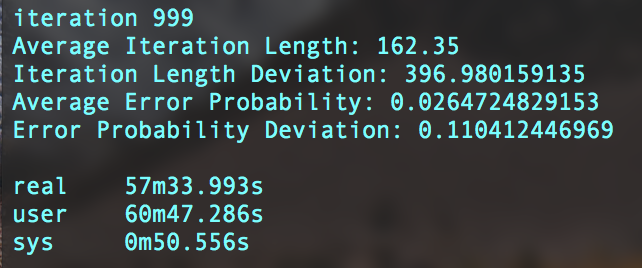 iteration 999
Average Iteration Length: 162.35
Iteration Length Deviation: 396.980159135
Average Error Probability: 0.0264724829153
Error Probability Deviation: 0.110412446969
real 57m33.993s
user 60m47.286s
sys 0m50.556s